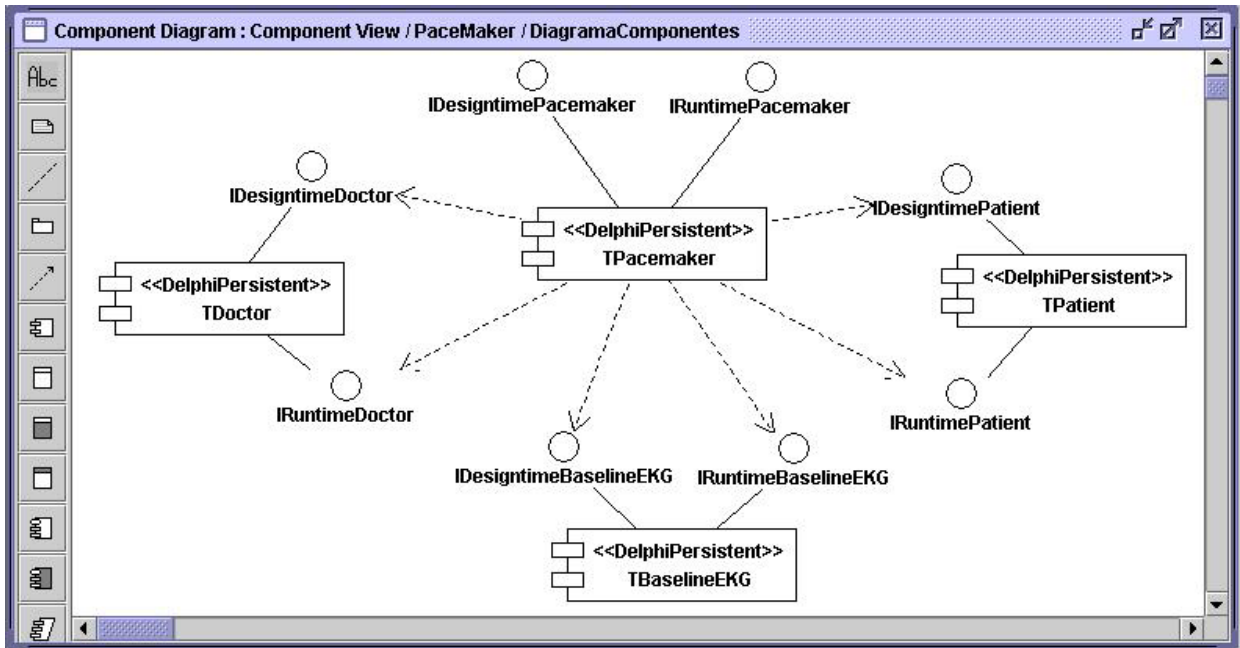 Component Diagram : Component View / PaceMaker / DiagramaComponentes
Abc
IDesigntimePacemaker
IRuntimePacemaker
IDesigntimeDoctor
IDesigntimePatient
<<DelphiPersistent>>
TPacemaker
<<DelphiPersistent>>
TDoctor
<<DelphiPersistent>>
TPatient
IRuntimeDoctor
IRuntimePatient
IDesigntimeBaselineEKG
IRuntimeBaselineEKG
<<DelphiPersistent>>
TBaselineEKG